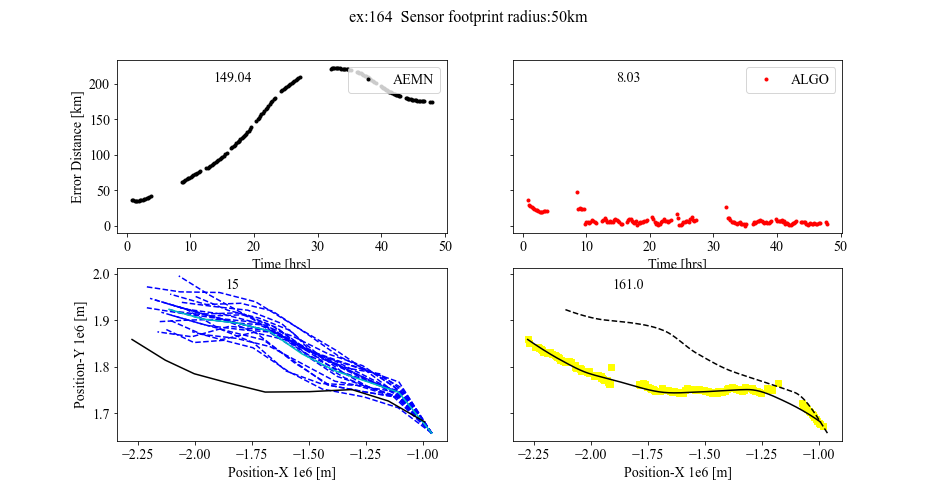 ex:164  Sensor footprint radius:50km
149.04
AEMN
8.03
ALGO
Error Distance [km]
200
150
100
50
0
0 10 20 30 40 50
0 10 20 30 40 50
Time [hrs]
Time [hrs]
15
161.0
Position-Y 1e6 [m]
2.0
1.9
1.8
1.7
−2.25 −2.00 −1.75 −1.50 −1.25 −1.00
−2.25 −2.00 −1.75 −1.50 −1.25 −1.00
Position-X 1e6 [m]
Position-X 1e6 [m]